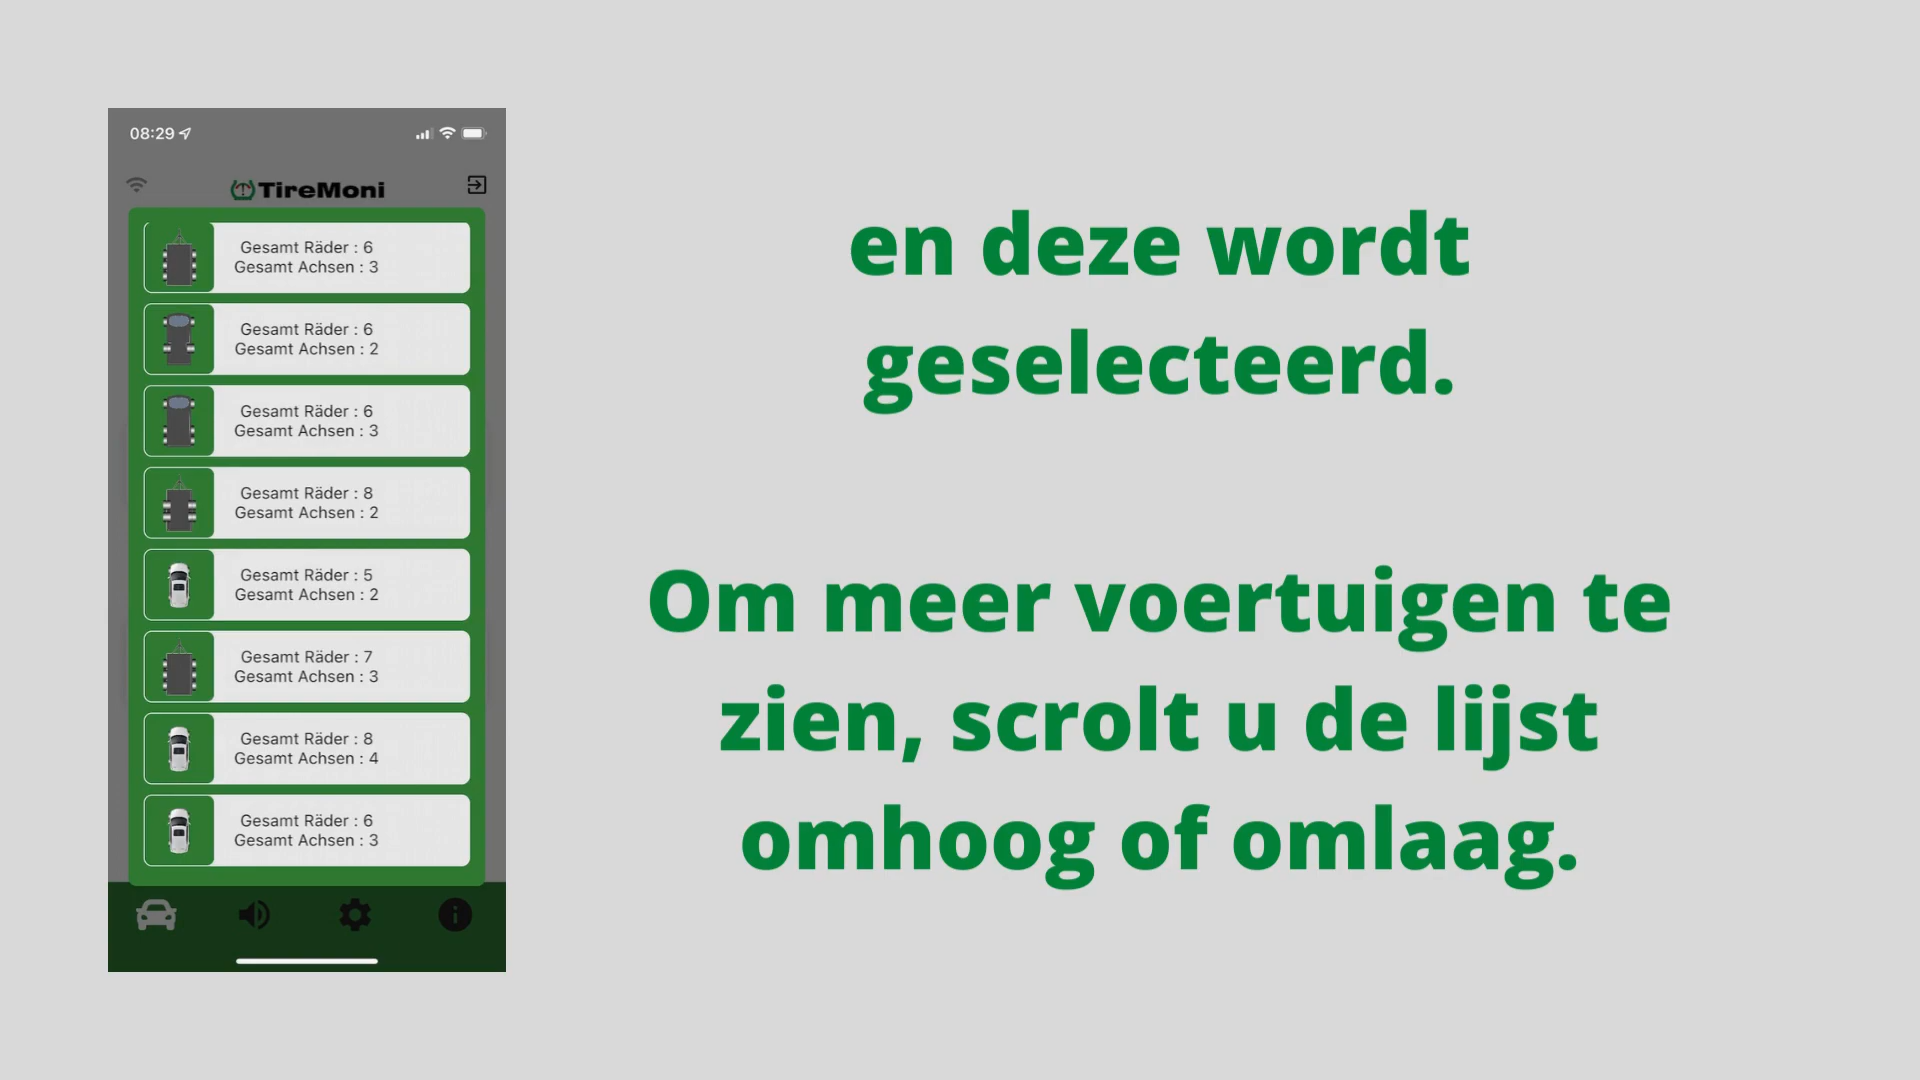 08:29
TireMoni
Gesamt Räder : 6
Gesamt Achsen : 3
Gesamt Räder : 6
Gesamt Achsen : 2
Gesamt Räder : 6
Gesamt Achsen : 3
Gesamt Räder : 8
Gesamt Achsen : 2
Gesamt Räder : 5
Gesamt Achsen : 2
Gesamt Räder : 7
Gesamt Achsen : 3
Gesamt Räder : 8
Gesamt Achsen : 4
Gesamt Räder : 6
Gesamt Achsen : 3
en deze wordt
geselecteerd.
Om meer voertuigen te
zien, scrolt u de lijst
omhoog of omlaag.